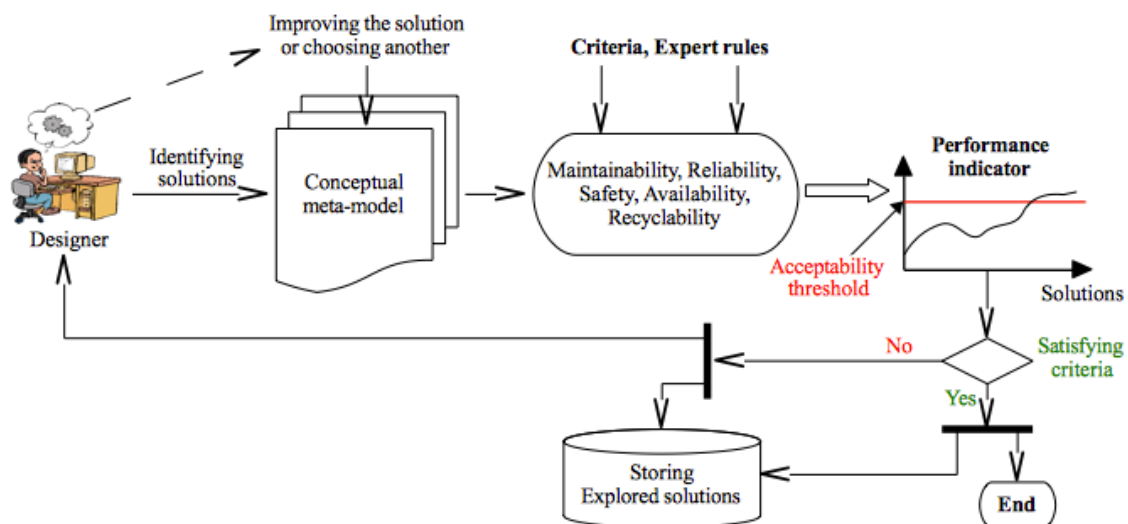 Improving the solution
or choosing another
Criteria, Expert rules
Identifying
solutions
Conceptual
meta-model
Maintainability, Reliability,
Safety, Availability,
Recyclability
Performance
indicator
Designer
Acceptability
threshold
Solutions
No
Satisfying
criteria
Yes
Storing
Explored solutions
End